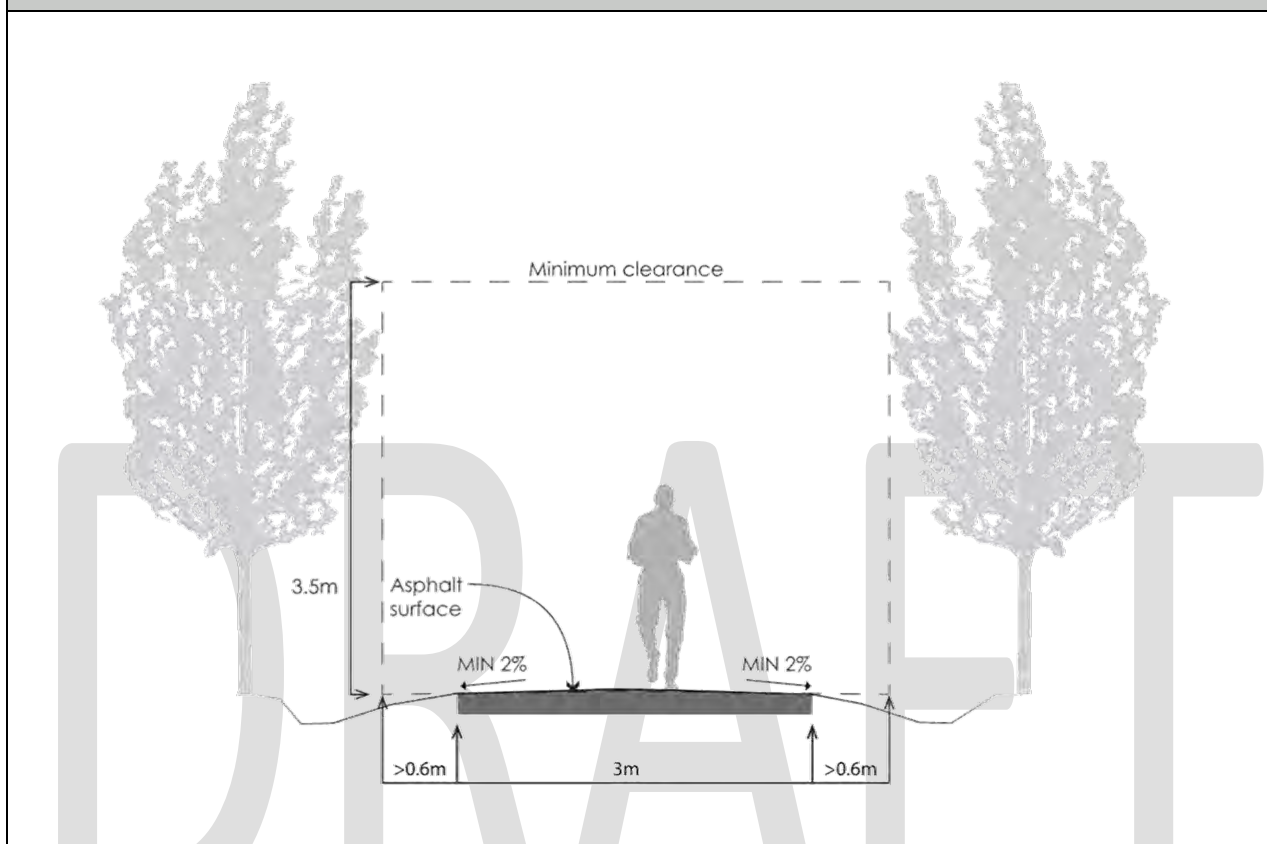 Minimum clearance
3.5m
Asphalt
surface
MIN 2%
MIN 2%
>0.6m
3m
>0.6m
DRAFT